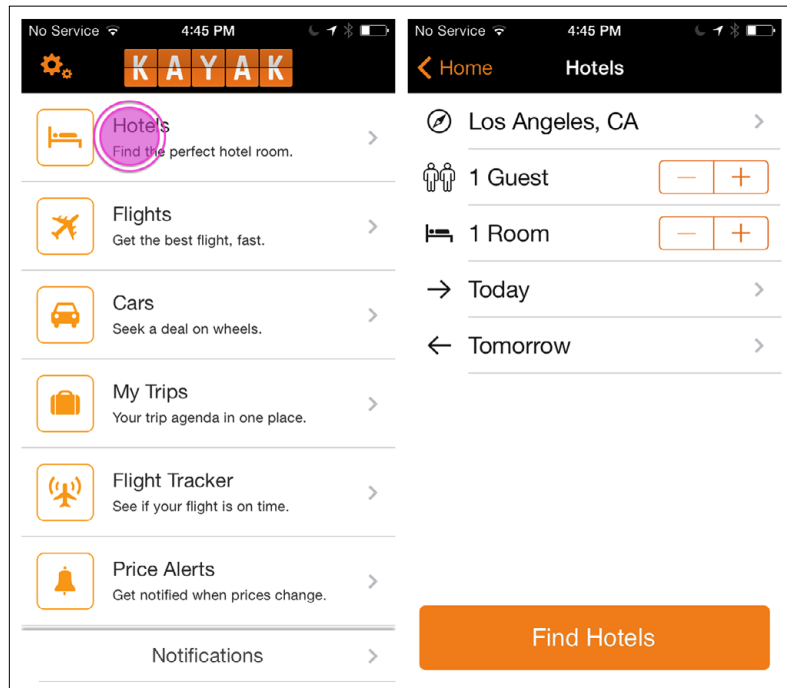 No Service 4:45 PM
KAYAK
Hotels
Find the perfect hotel room.
Flights
Get the best flight, fast.
Cars
Seek a deal on wheels.
My Trips
Your trip agenda in one place.
Flight Tracker
See if your flight is on time.
Price Alerts
Get notified when prices change.
Notifications
No Service 4:45 PM
Home Hotels
Los Angeles, CA
1 Guest
1 Room
Today
Tomorrow
Find Hotels